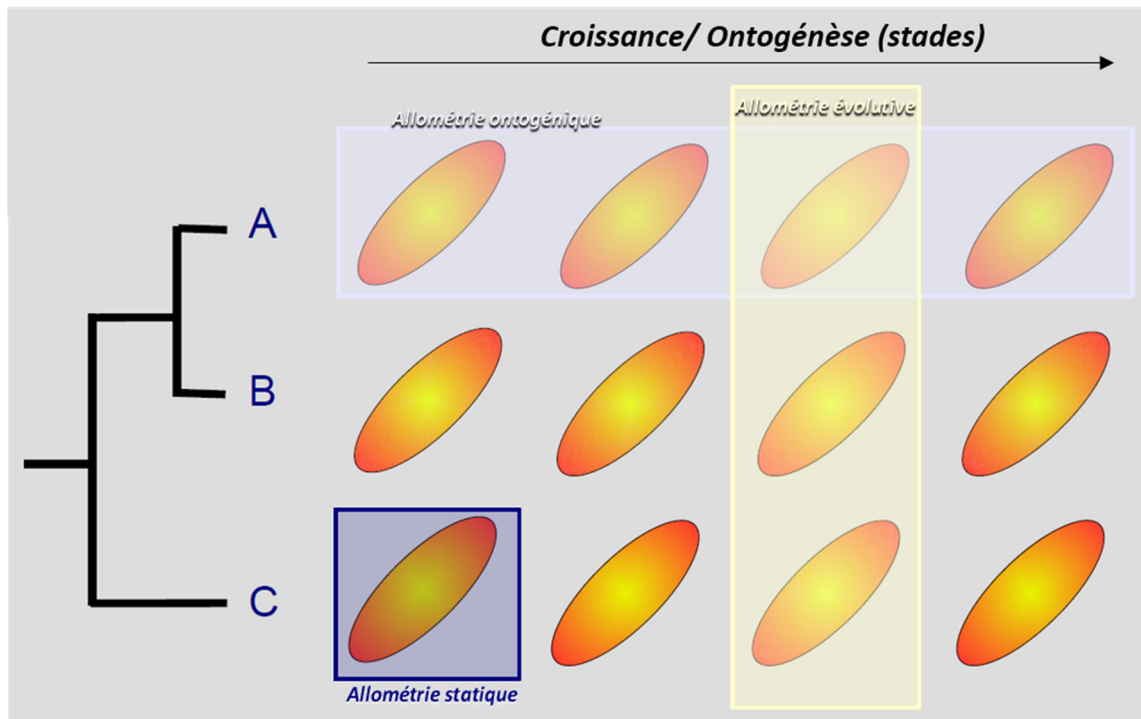 Croissance/ Ontogénèse (stades)
Allométrie ontogénique
Allométrie évolutive
A
B
C
Allométrie statique